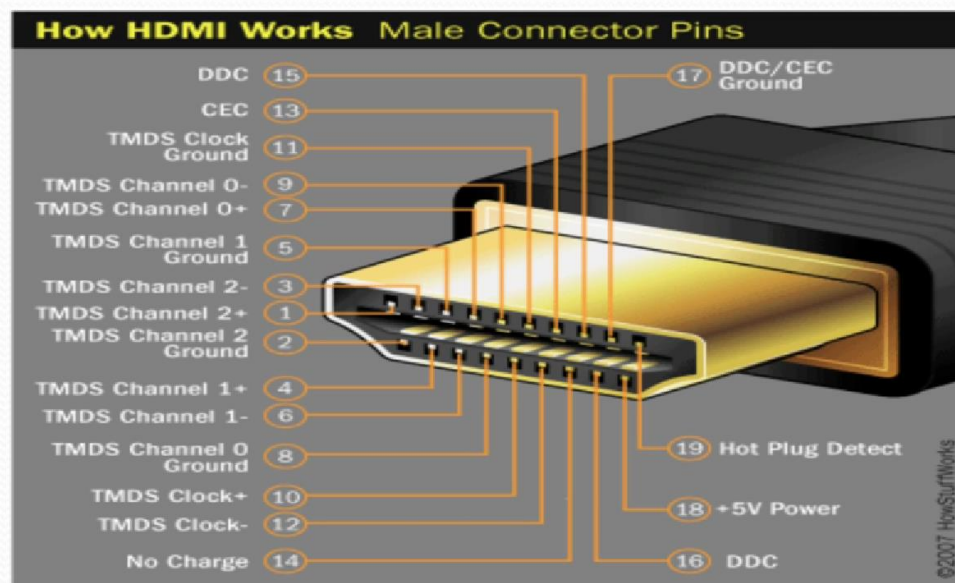 How HDMI Works Male Connector Pins
DDC 15
CEC 13
TMDS Clock
Ground 11
TMDS Channel 0- 9
TMDS Channel 0+ 7
TMDS Channel 1
Ground 5
TMDS Channel 2- 3
TMDS Channel 2+ 1
TMDS Channel 2
Ground 2
TMDS Channel 1+ 4
TMDS Channel 1- 6
TMDS Channel 0
Ground 8
TMDS Clock+ 10
TMDS Clock- 12
No Charge 14
17 DDC/CEC
Ground
19 Hot Plug Detect
18 +5V Power
16 DDC
©2007 HowStuffWorks